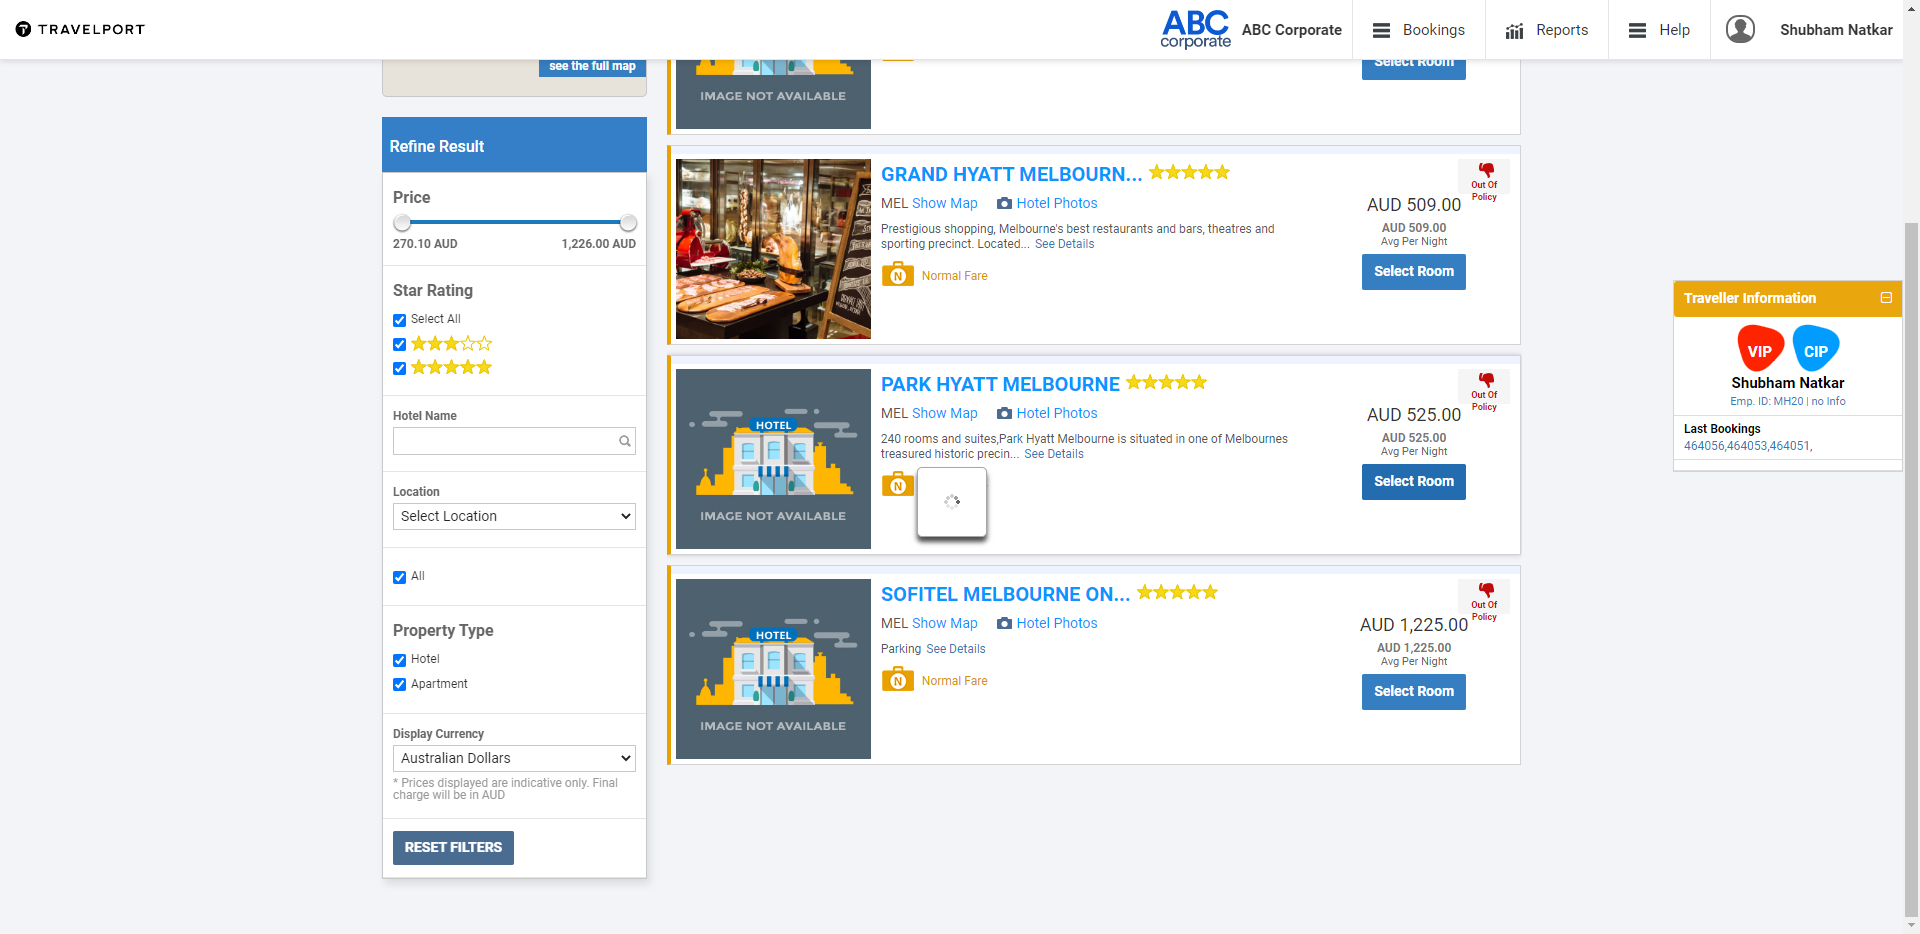 TRAVELPORT
ABC
corporate
ABC Corporate
Bookings
Reports
Help
Shubham Natkar
see the full map
Refine Result
Price
270.10 AUD
1,226.00 AUD
Star Rating
Select All
Hotel Name
Location
Select Location
All
Property Type
Hotel
Apartment
Display Currency
Australian Dollars
* Prices displayed are indicative only. Final
charge will be in AUD
RESET FILTERS
IMAGE NOT AVAILABLE
Select Room
GRAND HYATT MELBOURN...
MEL Show Map Hotel Photos
Prestigious shopping, Melbourne's best restaurants and bars, theatres and
sporting precinct. Located... See Details
N Normal Fare
Out Of
Policy
AUD 509.00
AUD 509.00
Avg Per Night
Select Room
HOTEL
IMAGE NOT AVAILABLE
PARK HYATT MELBOURNE
MEL Show Map Hotel Photos
240 rooms and suites,Park Hyatt Melbourne is situated in one of Melbournes
treasured historic precin... See Details
N
Out Of
Policy
AUD 525.00
AUD 525.00
Avg Per Night
Select Room
HOTEL
IMAGE NOT AVAILABLE
SOFITEL MELBOURNE ON...
MEL Show Map Hotel Photos
Parking See Details
N Normal Fare
Out Of
Policy
AUD 1,225.00
AUD 1,225.00
Avg Per Night
Select Room
Traveller Information
VIP
CIP
Shubham Natkar
Emp. ID: MH20 | no Info
Last Bookings
464056,464053,464051,